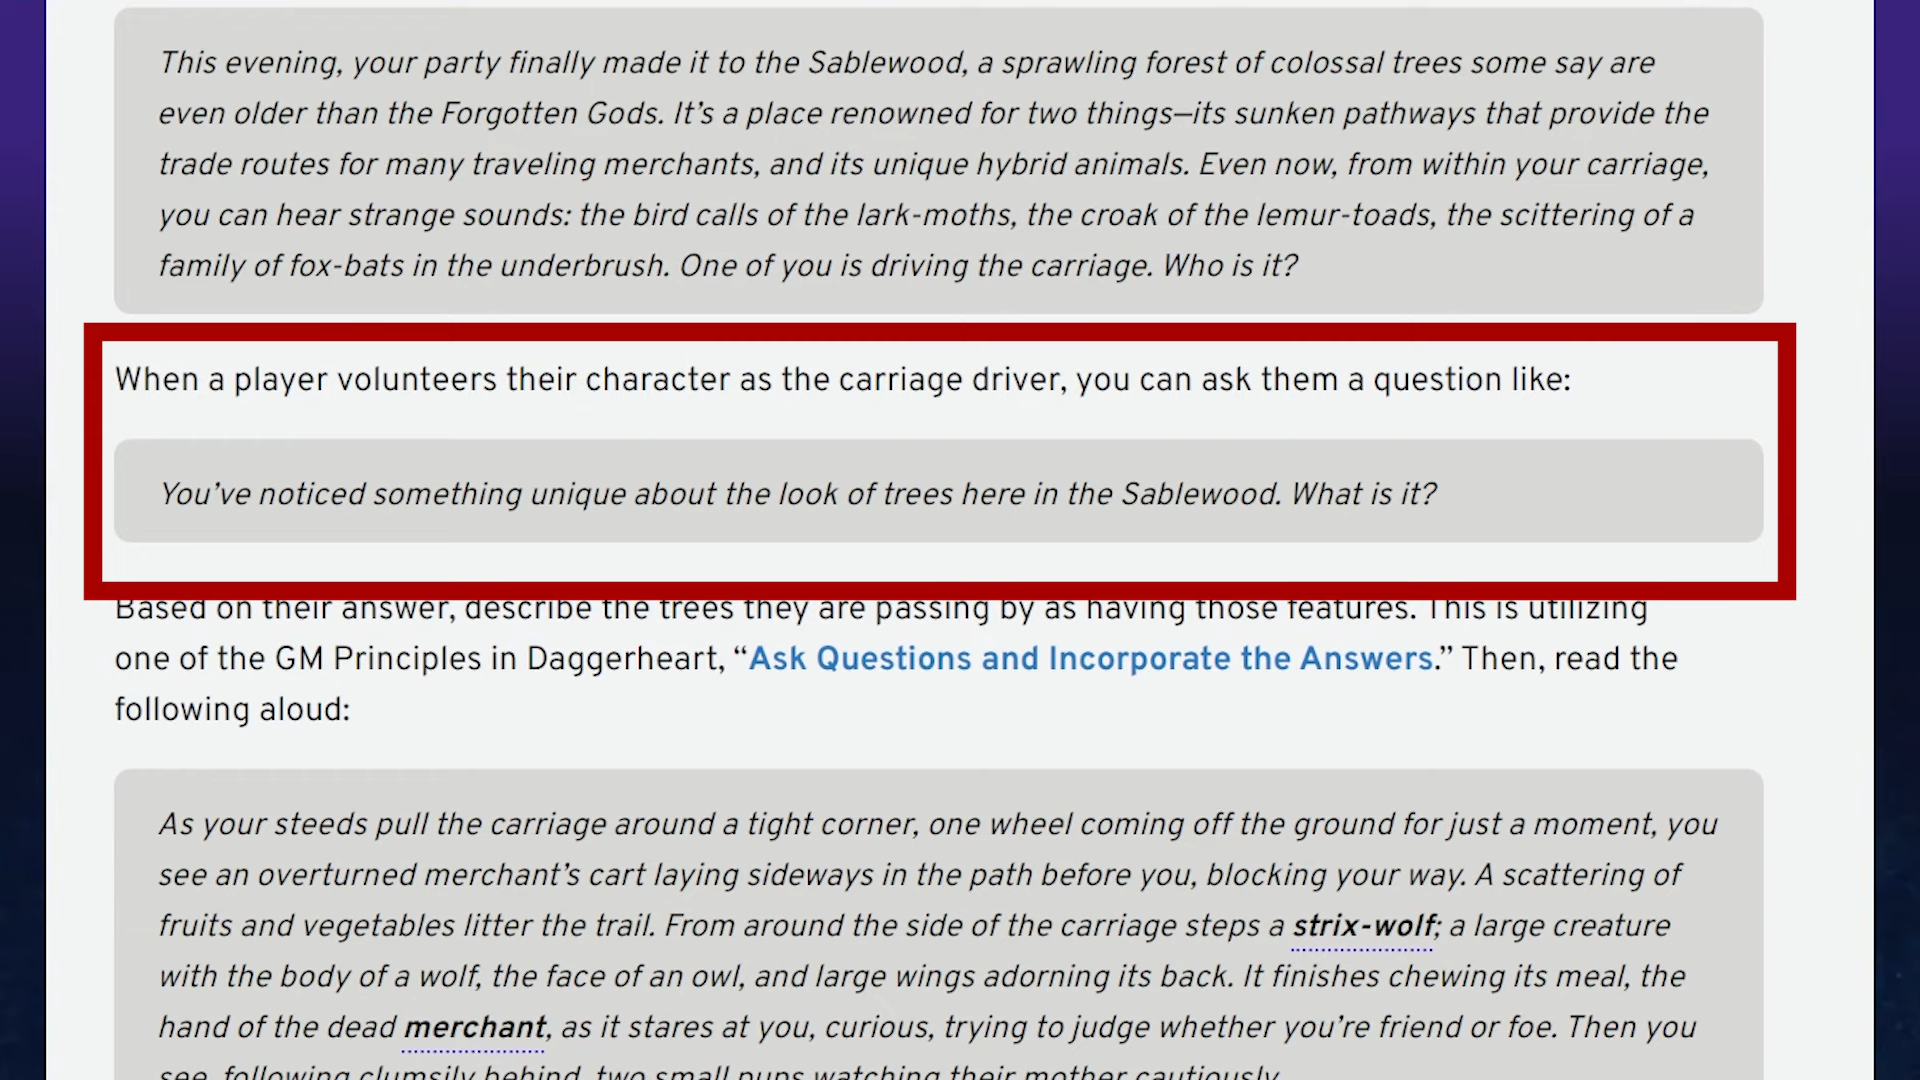 This evening, your party finally made it to the Sablewood, a sprawling forest of colossal trees some say are
even older than the Forgotten Gods. It’s a place renowned for two things—its sunken pathways that provide the
trade routes for many traveling merchants, and its unique hybrid animals. Even now, from within your carriage,
you can hear strange sounds: the bird calls of the lark-moths, the croak of the lemur-toads, the scittering of a
family of fox-bats in the underbrush. One of you is driving the carriage. Who is it?
When a player volunteers their character as the carriage driver, you can ask them a question like:
You’ve noticed something unique about the look of trees here in the Sablewood. What is it?
Based on their answer, describe the trees they are passing by as having those features. This is utilizing
one of the GM Principles in Daggerheart, “Ask Questions and Incorporate the Answers.” Then, read the
following aloud:
As your steeds pull the carriage around a tight corner, one wheel coming off the ground for just a moment, you
see an overturned merchant’s cart laying sideways in the path before you, blocking your way. A scattering of
fruits and vegetables litter the trail. From around the side of the carriage steps a strix-wolf; a large creature
with the body of a wolf, the face of an owl, and large wings adorning its back. It finishes chewing its meal, the
hand of the dead merchant, as it stares at you, curious, trying to judge whether you’re friend or foe. Then you
see, following clumsily behind, two small pups watching their mother cautiously.